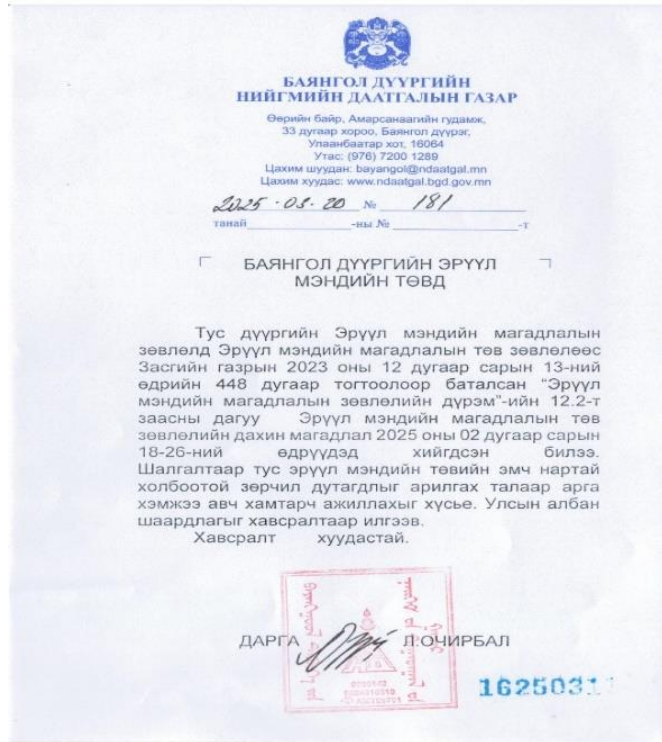 БАЯНГОЛ ДҮҮРГИЙН
НИЙГМИЙН ДААТГАЛЫН ГАЗАР
Өөрийн байр, Амарсанаагийн гудамж,
33 дугаар хороо, Баянгол дүүрэг,
Улаанбаатар хот, 16064
Утас: (976) 7200 1289
Цахим шуудан: bayangol@ndaatgal.mn
Цахим хуудас: www.ndaatgal.bgd.gov.mn
2025.03.20 № 181
танай -ны № -т
БАЯНГОЛ ДҮҮРГИЙН ЭРҮҮЛ
МЭНДИЙН ТӨВД
Тус дүүргийн Эрүүл мэндийн магадлалын
зөвлөлд Эрүүл мэндийн магадлалын төв зөвлөлөөс
Засгийн газрын 2023 оны 12 дугаар сарын 13-ний
өдрийн 448 дугаар тогтоолоор баталсан “Эрүүл
мэндийн магадлалын зөвлөлийн дүрэм”-ийн 12.2-т
заасны дагуу Эрүүл мэндийн магадлалын төв
зөвлөлийн дахин магадлал 2025 оны 02 дугаар сарын
18-26-ний өдрүүдэд хийгдсэн билээ.
Шалгалтаар тус эрүүл мэндийн төвийн эмч нартай
холбоотой зөрчил дутагдлыг арилгах талаар арга
хэмжээ авч хамтарч ажиллахыг хүсье. Улсын албан
шаардлагыг хавсралтаар илгээв.
Хавсралт хуудастай.
ДАРГА Л.ОЧИРБАЛ
1625031